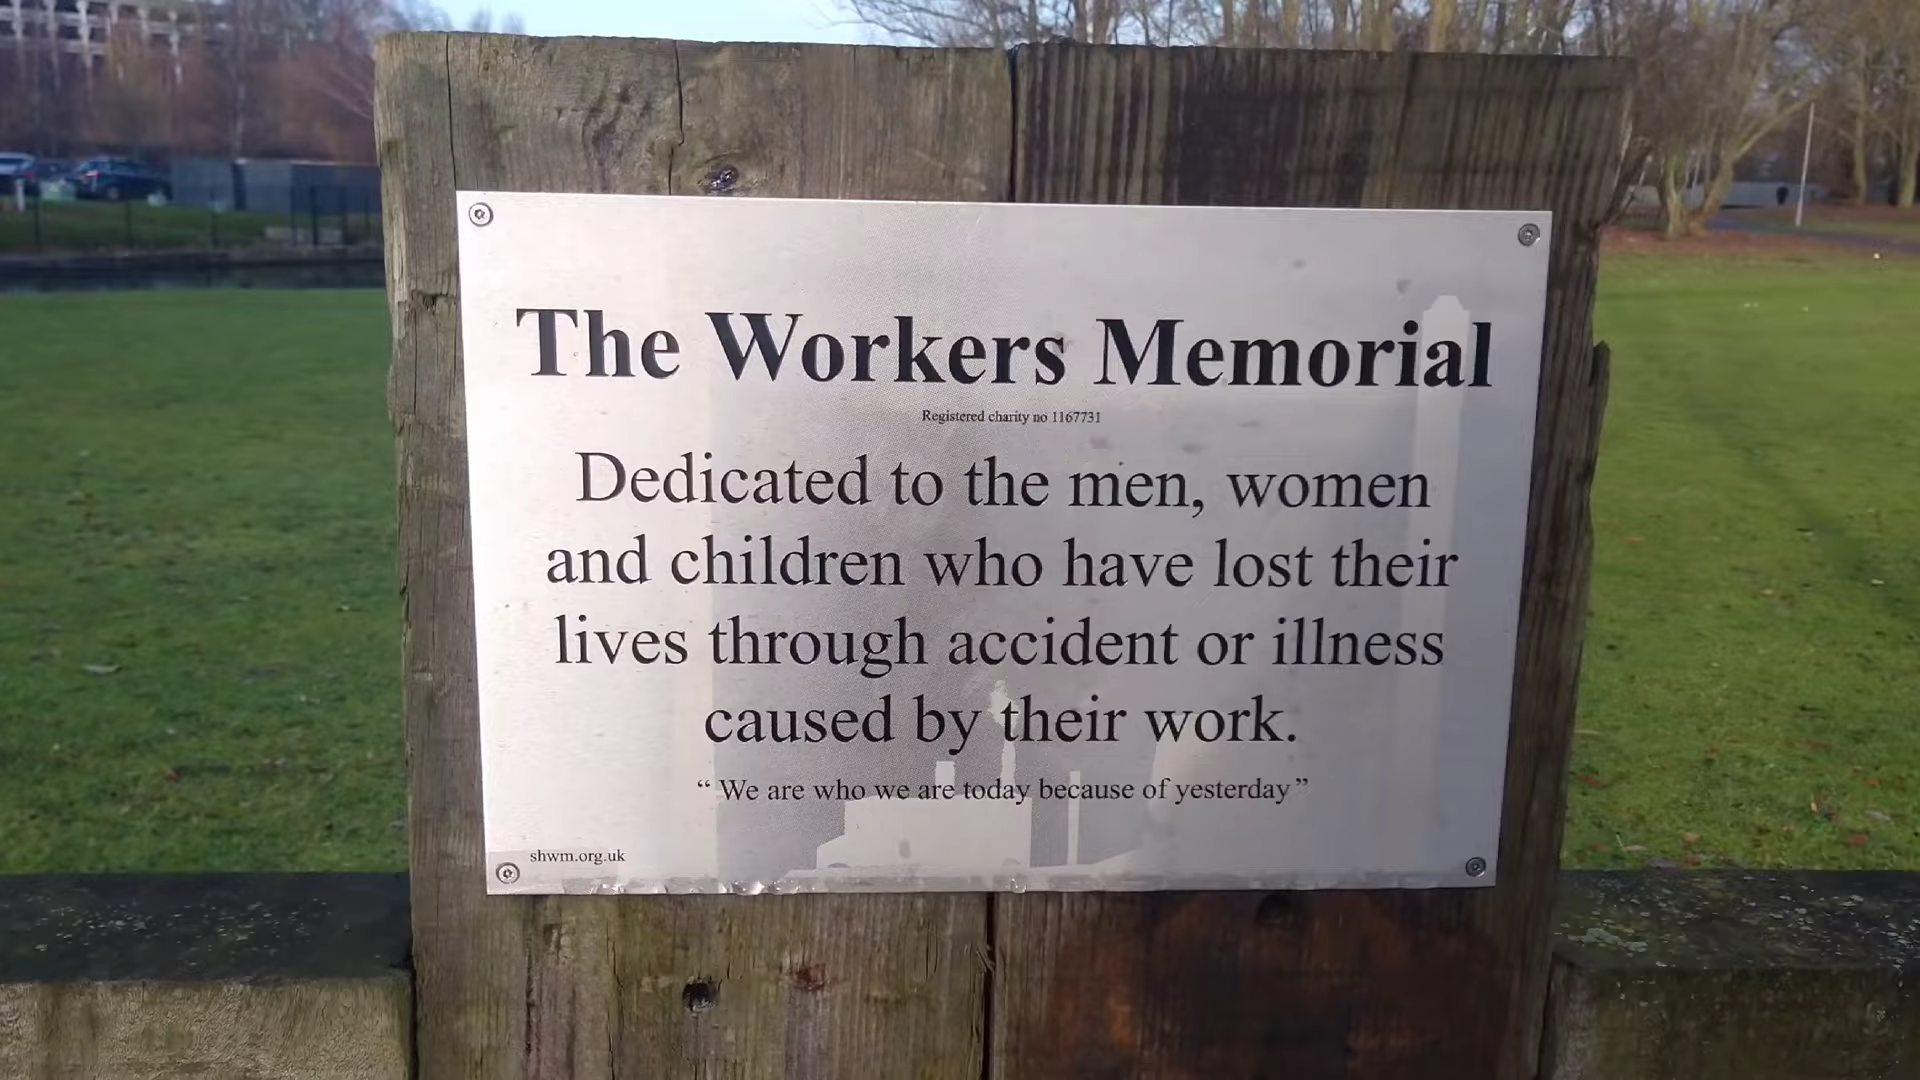 The Workers Memorial
Registered charity no 1167731
Dedicated to the men, women
and children who have lost their
lives through accident or illness
caused by their work.
“ We are who we are today because of yesterday ”
shwm.org.uk